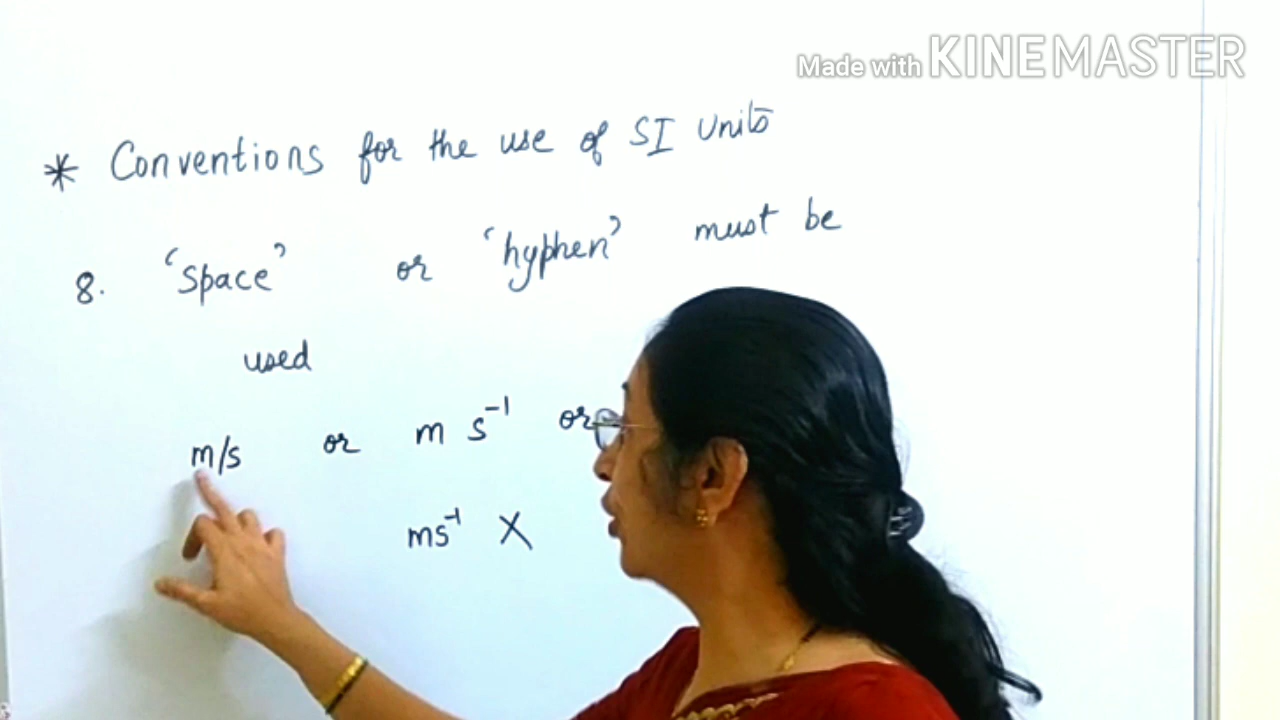 Made with KINEMASTER
* Conventions for the use of SI Units
8. 'Space' or 'hyphen' must be
used
m/s or m s⁻¹ or
ms⁻¹ X